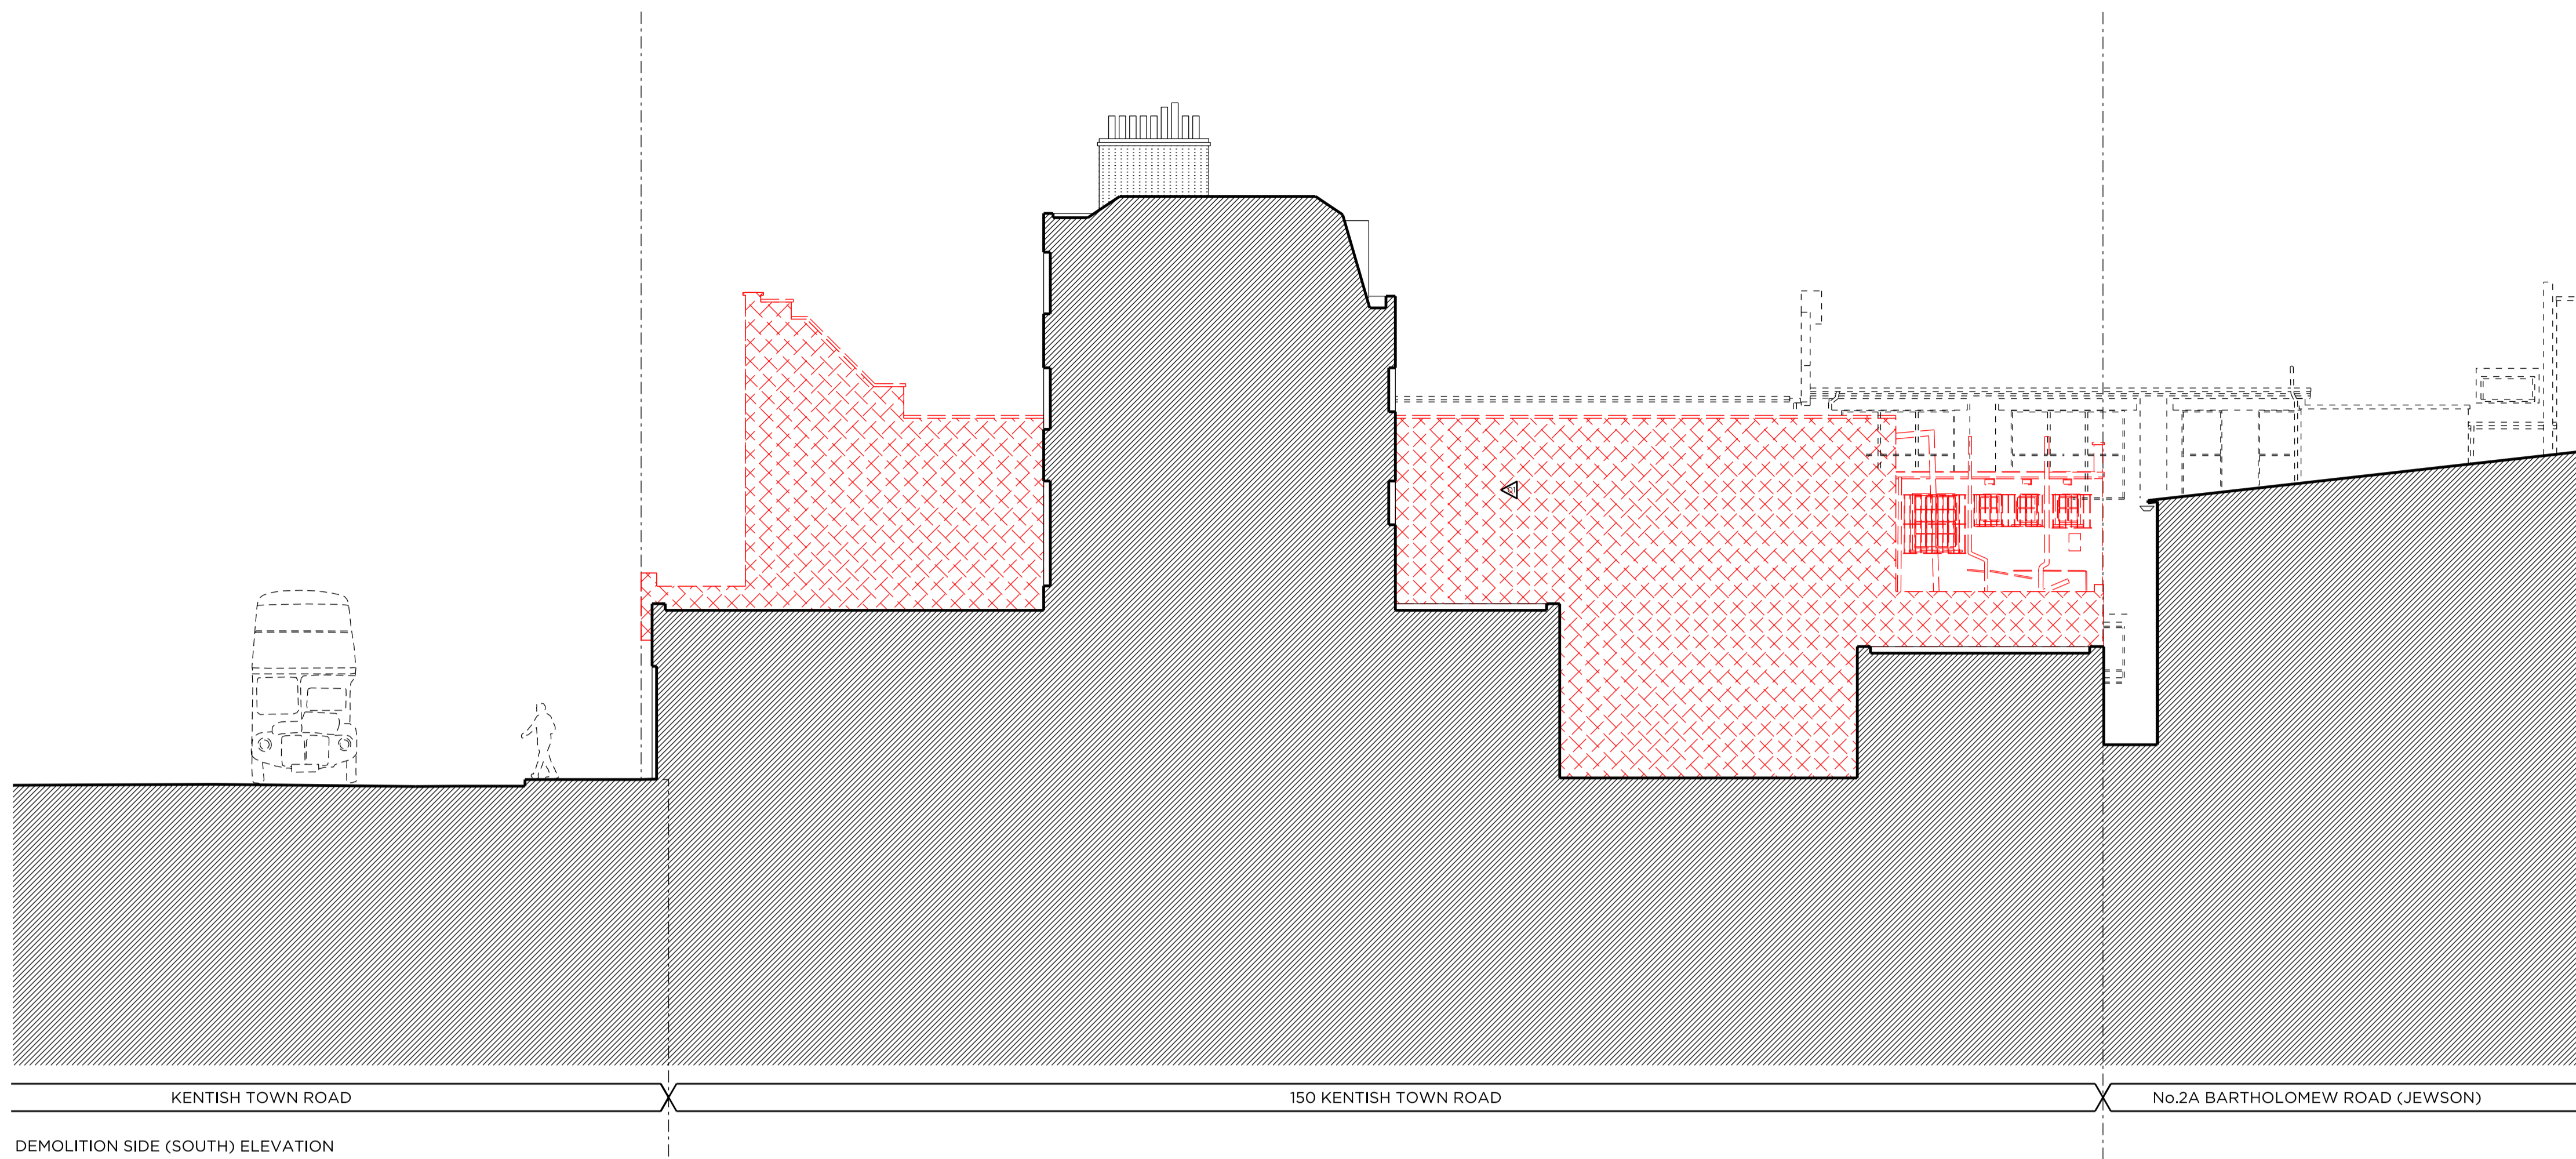 KENTISH TOWN ROAD
150 KENTISH TOWN ROAD
No.2A BARTHOLOMEW ROAD (JEWSON)
DEMOLITION SIDE (SOUTH) ELEVATION